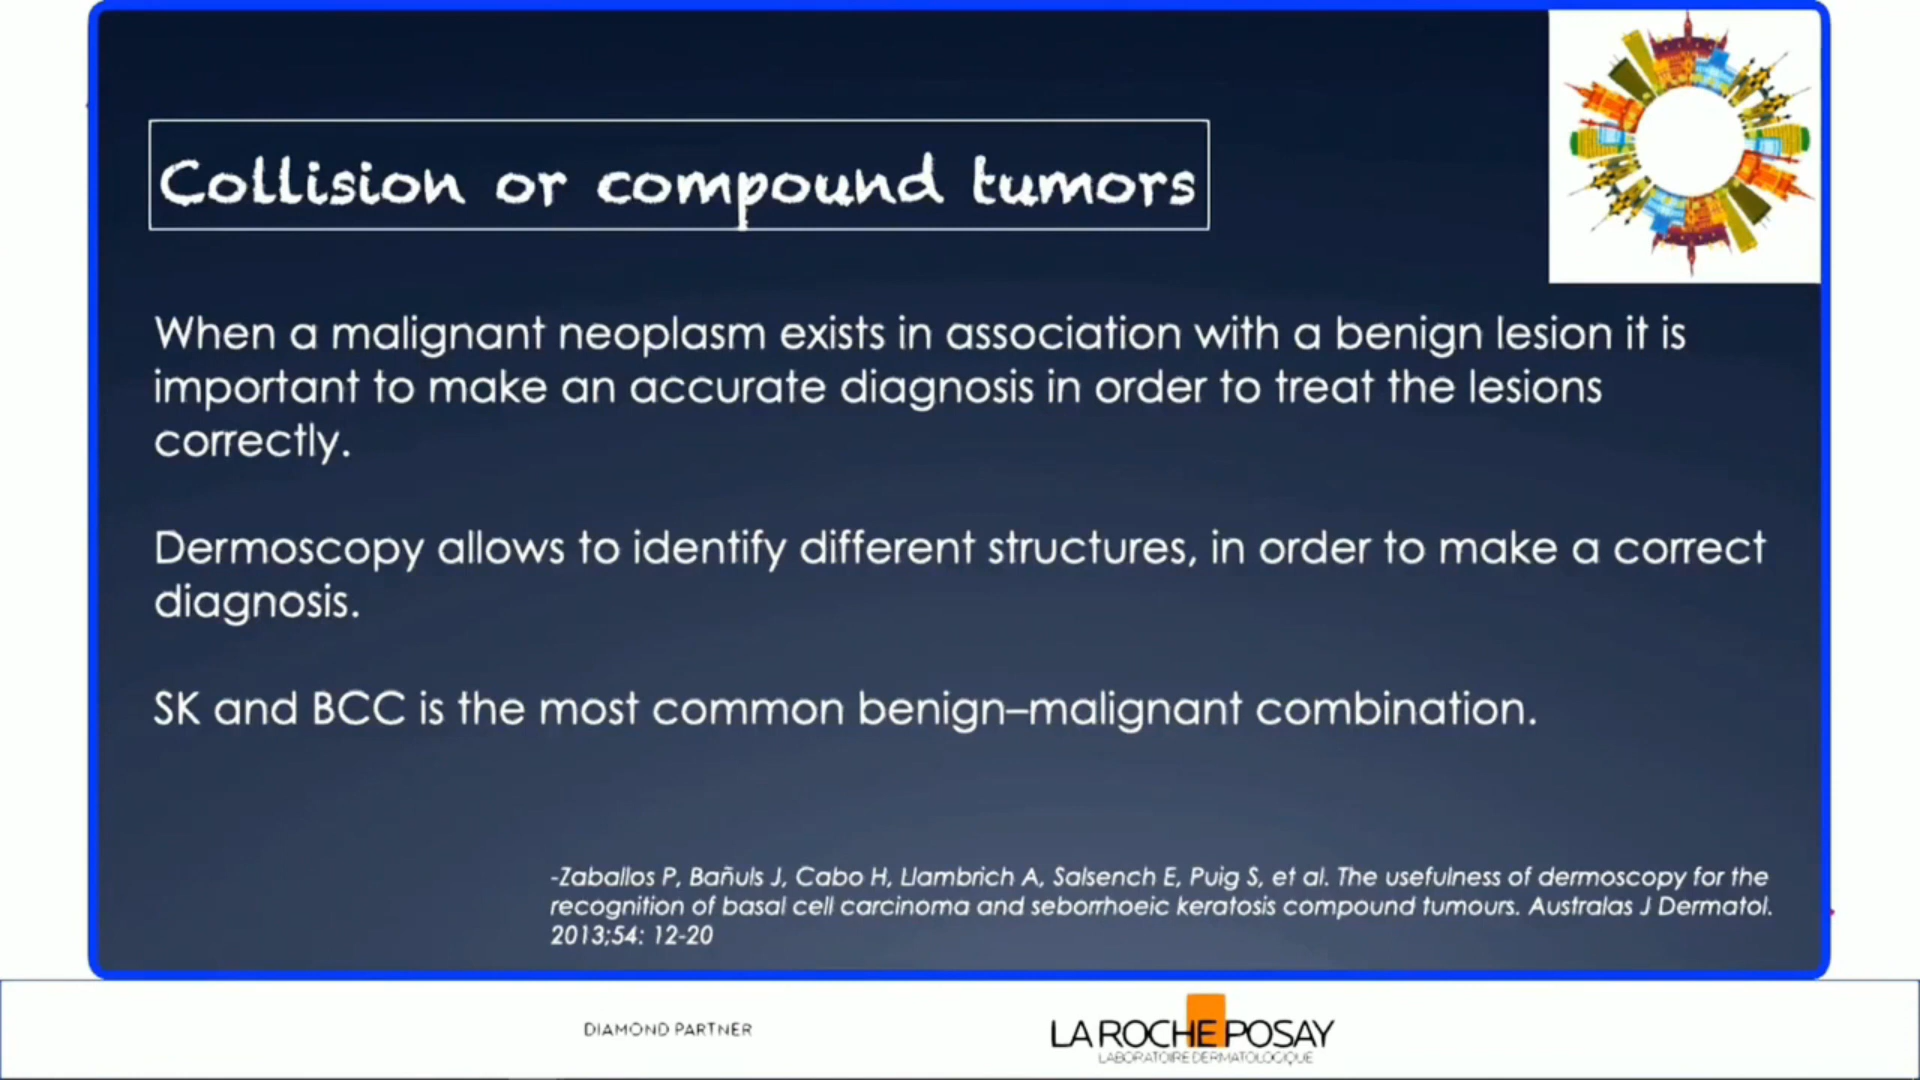 Collision or compound tumors
When a malignant neoplasm exists in association with a benign lesion it is
important to make an accurate diagnosis in order to treat the lesions
correctly.
Dermoscopy allows to identify different structures, in order to make a correct
diagnosis.
SK and BCC is the most common benign–malignant combination.
-Zaballos P, Bañuls J, Cabo H, Llambrich A, Salsench E, Puig S, et al. The usefulness of dermoscopy for the
recognition of basal cell carcinoma and seborrhoeic keratosis compound tumours. Australas J Dermatol.
2013;54: 12-20
DIAMOND PARTNER
LA ROCHE POSAY
LABORATOIRE DERMATOLOGIQUE